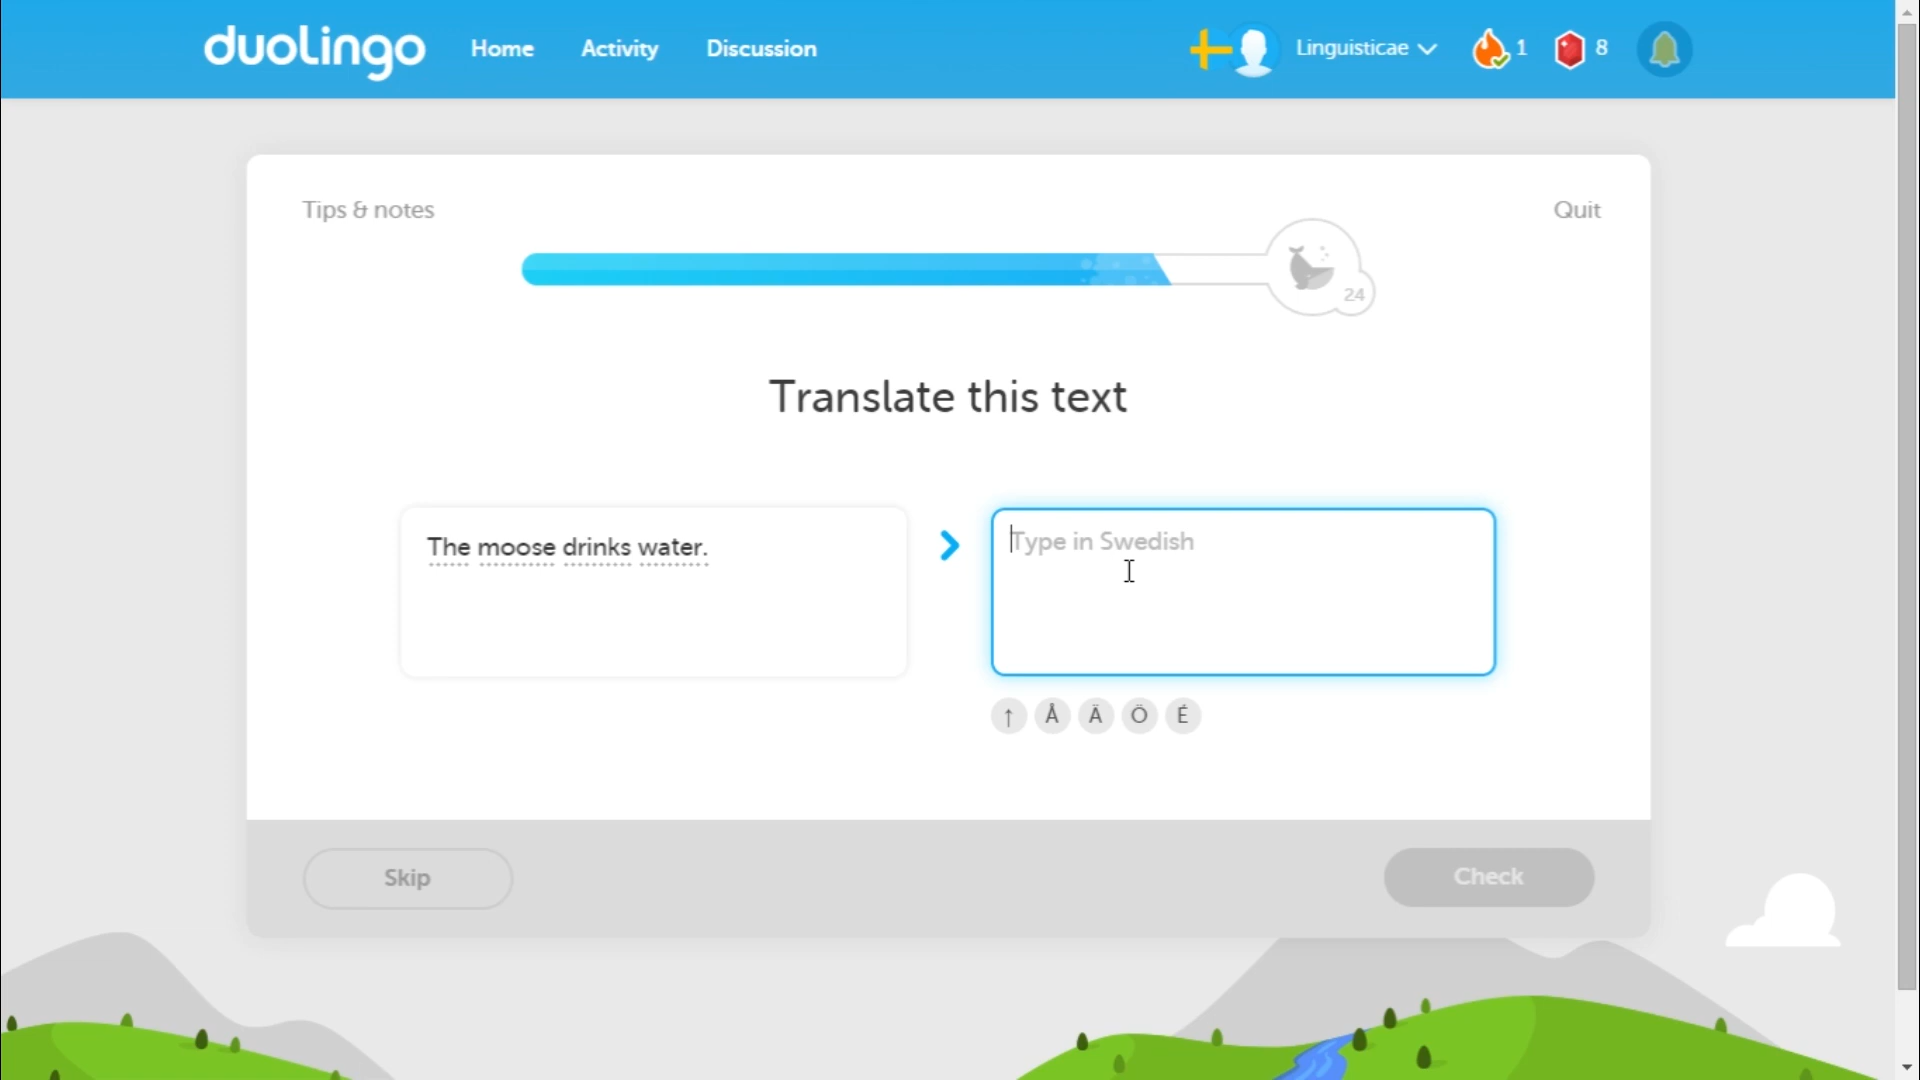 duolingo Home Activity Discussion Linguisticae 1 8
Tips & notes Quit
24
Translate this text
The moose drinks water.
Type in Swedish
↑ Å Ä Ö É
Skip Check